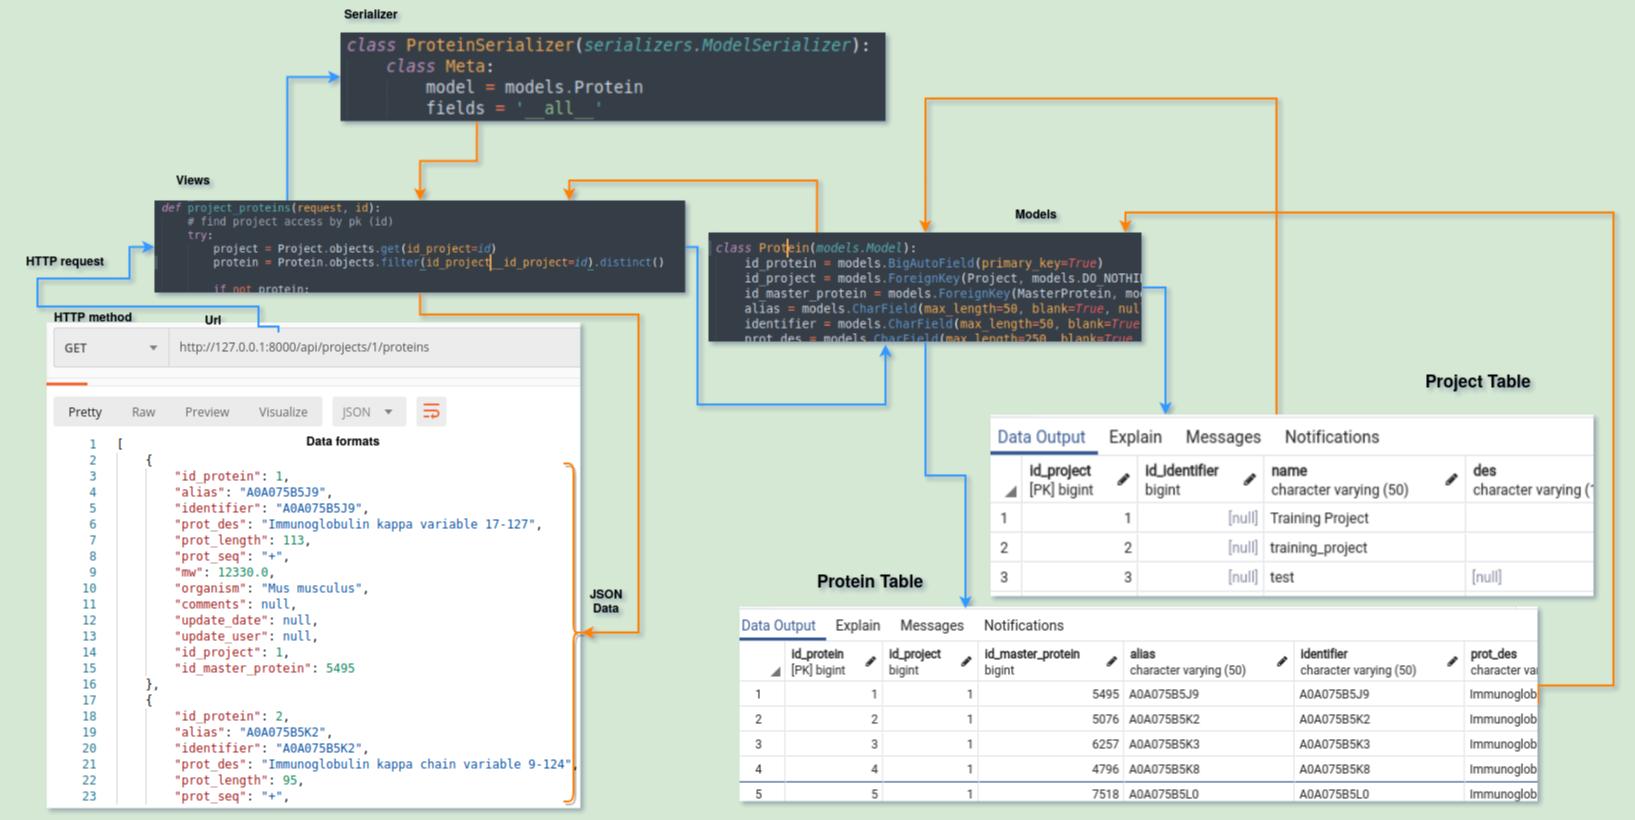 Serializer
class ProteinSerializer(serializers.ModelSerializer):
class Meta:
model = models.Protein
fields = '__all__'
Views
def project_proteins(request, id):
# find project access by pk (id)
try:
project = Project.objects.get(id_project=id)
protein = Protein.objects.filter(id_project__id_project=id).distinct()
if not protein:
Models
class Protein(models.Model):
id_protein = models.BigAutoField(primary_key=True)
id_project = models.ForeignKey(Project, models.DO_NOTHI
id_master_protein = models.ForeignKey(MasterProtein, mo
alias = models.CharField(max_length=50, blank=True, nul
identifier = models.CharField(max_length=50, blank=True
prot_des = models.CharField(max_length=250, blank=True
HTTP request
HTTP method
Url
GET
http://127.0.0.1:8000/api/projects/1/proteins
Pretty Raw Preview Visualize JSON
Data formats
1 [
2 {
3 "id_protein": 1,
4 "alias": "A0A075B5J9",
5 "identifier": "A0A075B5J9",
6 "prot_des": "Immunoglobulin kappa variable 17-127",
7 "prot_length": 113,
8 "prot_seq": "+",
9 "mw": 12330.0,
10 "organism": "Mus musculus",
11 "comments": null,
12 "update_date": null,
13 "update_user": null,
14 "id_project": 1,
15 "id_master_protein": 5495
16 },
17 {
18 "id_protein": 2,
19 "alias": "A0A075B5K2",
20 "identifier": "A0A075B5K2",
21 "prot_des": "Immunoglobulin kappa chain variable 9-124",
22 "prot_length": 95,
23 "prot_seq": "+",
JSON
Data
Project Table
Data Output Explain Messages Notifications
id_project id_identifier name des
[PK] bigint bigint character varying (50) character varying (1
1 1 [null] Training Project
2 2 [null] training_project
3 3 [null] test [null]
Protein Table
Data Output Explain Messages Notifications
id_protein id_project id_master_protein alias identifier prot_des
[PK] bigint bigint bigint character varying (50) character varying (50) character var
1 1 1 5495 A0A075B5J9 A0A075B5J9 Immunoglob
2 2 1 5076 A0A075B5K2 A0A075B5K2 Immunoglob
3 3 1 6257 A0A075B5K3 A0A075B5K3 Immunoglob
4 4 1 4796 A0A075B5K8 A0A075B5K8 Immunoglob
5 5 1 7518 A0A075B5L0 A0A075B5L0 Immunoglob